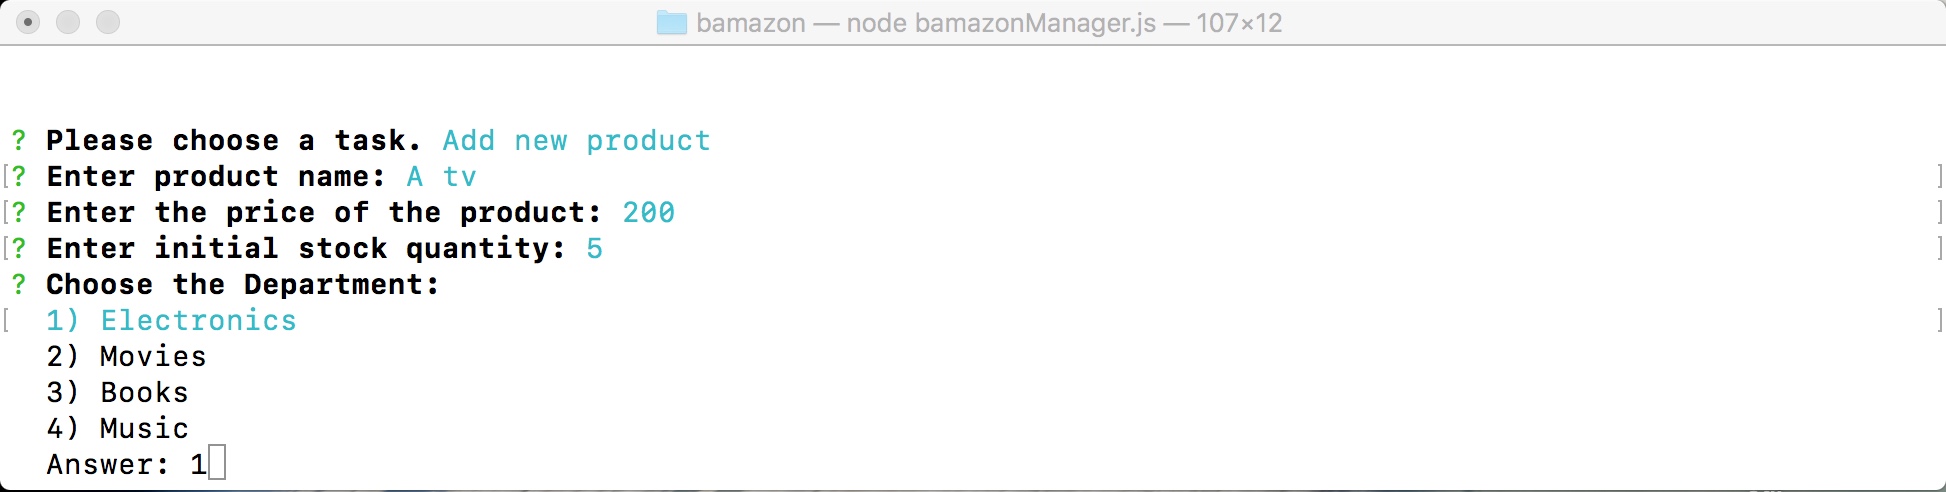 bamazon — node bamazonManager.js — 107×12
? Please choose a task. Add new product
[? Enter product name: A tv ]
[? Enter the price of the product: 200 ]
[? Enter initial stock quantity: 5 ]
? Choose the Department:
[ 1) Electronics ]
2) Movies
3) Books
4) Music
Answer: 1